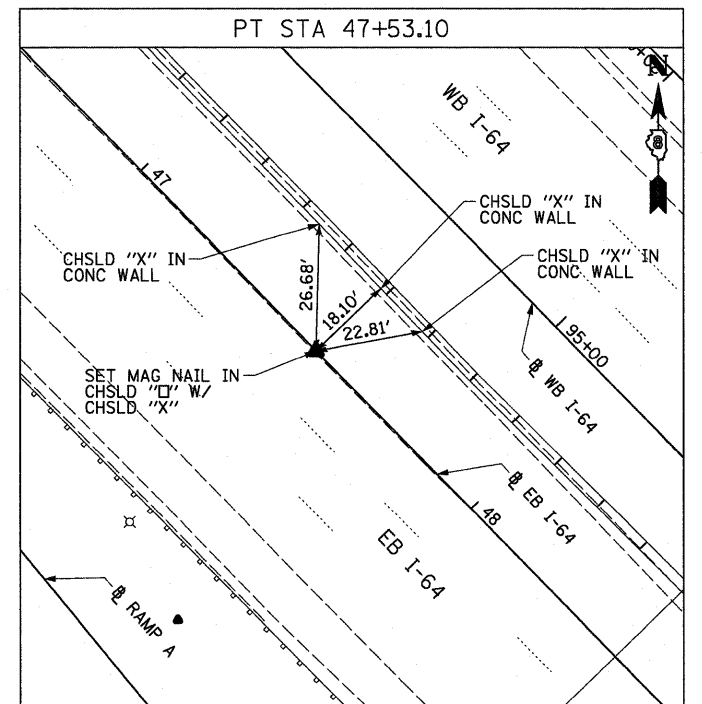 PT STA 47+53.10
N
8
WB I-64
47
CHSLD "X" IN
CONC WALL
CHSLD "X" IN
CONC WALL
CHSLD "X" IN
CONC WALL
26.68'
18.10'
22.81'
95+00
SET MAG NAIL IN
CHSLD "□" W/
CHSLD "X"
℄ WB I-64
℄ EB I-64
48
EB I-64
℄ RAMP A